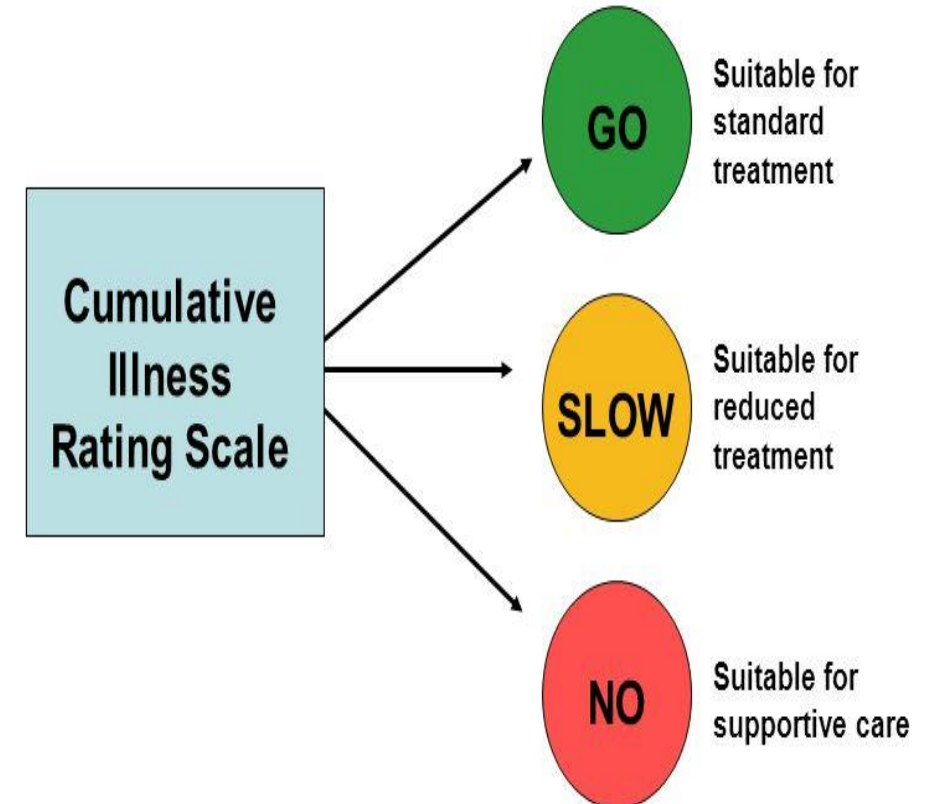 Cumulative
Illness
Rating Scale
GO
Suitable for
standard
treatment
SLOW
Suitable for
reduced
treatment
NO
Suitable for
supportive care